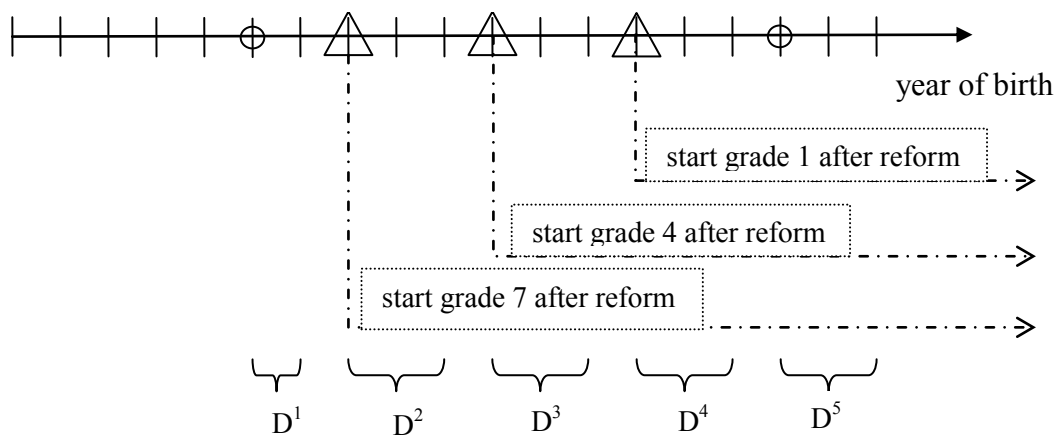 year of birth
start grade 1 after reform
start grade 4 after reform
start grade 7 after reform
D¹ D² D³ D⁴ D⁵